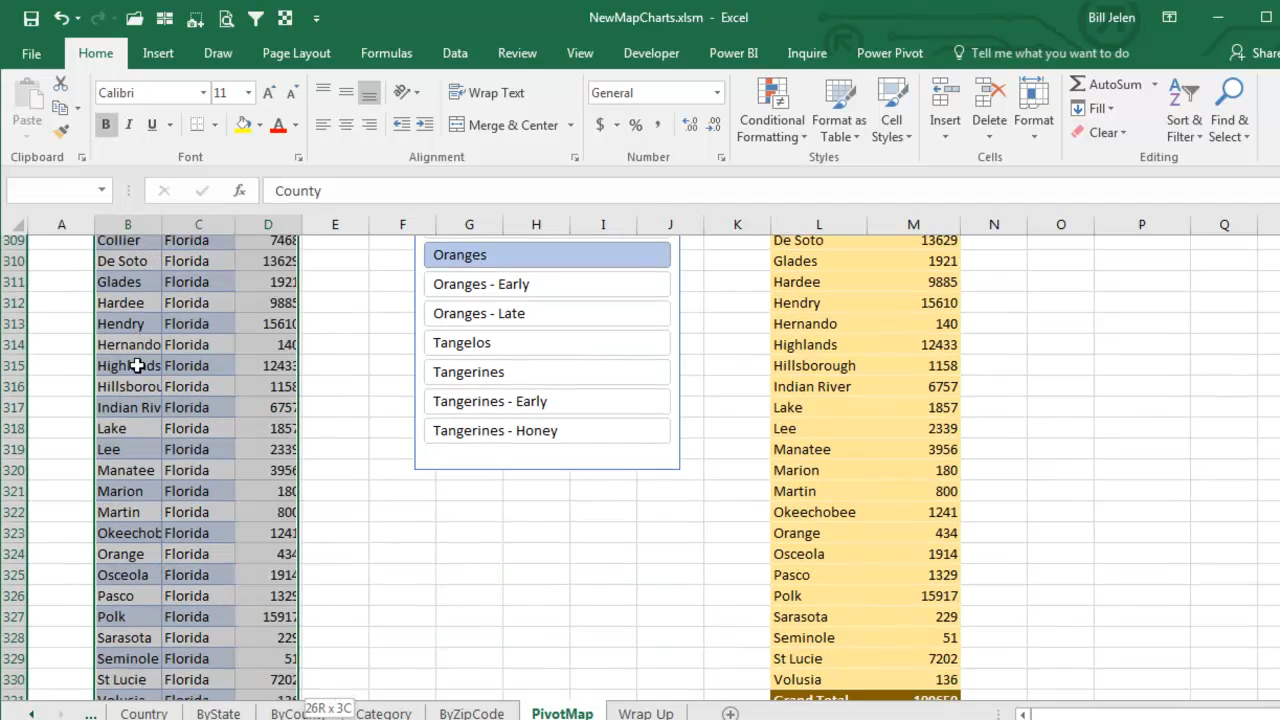 NewMapCharts.xlsm - Excel
Bill Jelen
File Home Insert Draw Page Layout Formulas Data Review View Developer Power BI Inquire Power Pivot Tell me what you want to do Share
Calibri 11 Wrap Text General AutoSum
Paste B I U A Merge & Center $ % Conditional Formatting Format as Table Cell Styles Insert Delete Format Fill Clear Sort & Filter Find & Select
Clipboard Font Alignment Number Styles Cells Editing
fx County
A B C D E F G H I J K L M N O P Q
309 Collier Florida 7468 De Soto 13629
310 De Soto Florida 13629 Oranges Glades 1921
311 Glades Florida 1921 Oranges - Early Hardee 9885
312 Hardee Florida 9885 Hendry 15610
313 Hendry Florida 15610 Oranges - Late Hernando 140
314 Hernando Florida 140 Tangelos Highlands 12433
315 Highlands Florida 12433 Tangerines Hillsborough 1158
316 Hillsborou Florida 1158 Indian River 6757
317 Indian Riv Florida 6757 Tangerines - Early Lake 1857
318 Lake Florida 1857 Tangerines - Honey Lee 2339
319 Lee Florida 2339 Manatee 3956
320 Manatee Florida 3956 Marion 180
321 Marion Florida 180 Martin 800
322 Martin Florida 800 Okeechobee 1241
323 Okeechob Florida 1241 Orange 434
324 Orange Florida 434 Osceola 1914
325 Osceola Florida 1914 Pasco 1329
326 Pasco Florida 1329 Polk 15917
327 Polk Florida 15917 Sarasota 229
328 Sarasota Florida 229 Seminole 51
329 Seminole Florida 51 St Lucie 7202
330 St Lucie Florida 7202 Volusia 136
331 Volusia Florida 136 Grand Total
26R x 3C
... Country ByState Category ByZipCode PivotMap Wrap Up